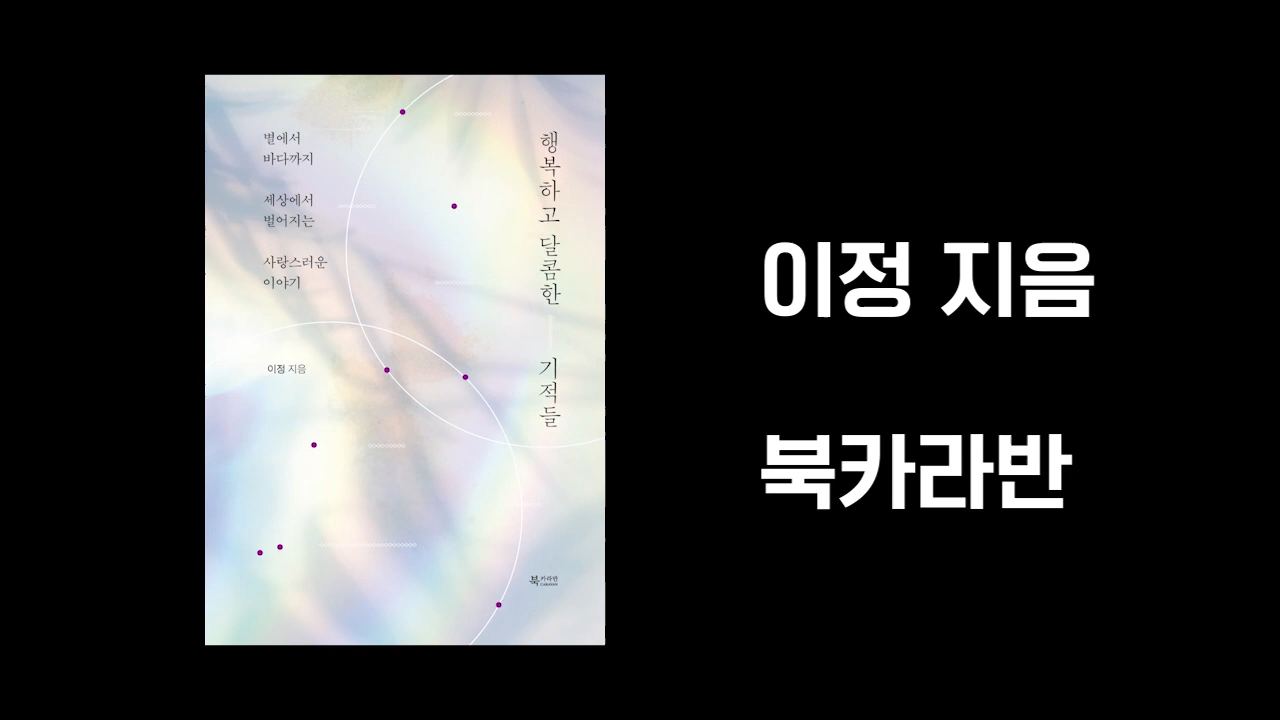 별에서
바다까지
세상에서
벌어지는
사랑스러운
이야기
이정 지음
행복하고 달콤한 기적들
북카라반
CARAVAN
이정 지음
북카라반